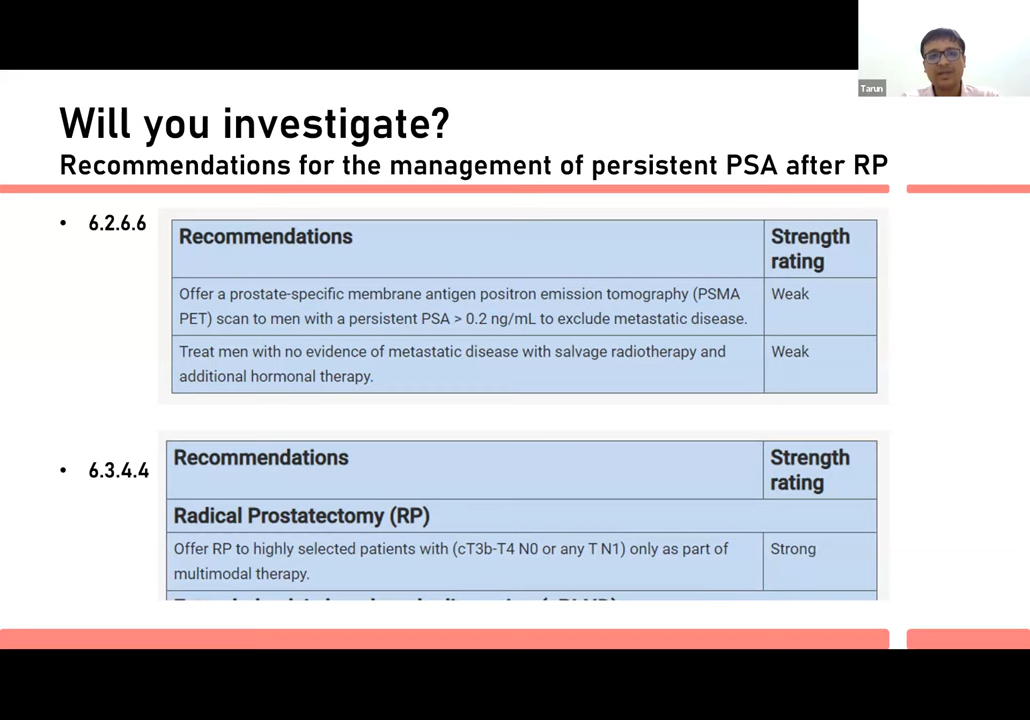 Tarun
Will you investigate?
Recommendations for the management of persistent PSA after RP
• 6.2.6.6
Recommendations
Strength
rating
Offer a prostate-specific membrane antigen positron emission tomography (PSMA
PET) scan to men with a persistent PSA > 0.2 ng/mL to exclude metastatic disease.
Weak
Treat men with no evidence of metastatic disease with salvage radiotherapy and
additional hormonal therapy.
Weak
• 6.3.4.4
Recommendations
Strength
rating
Radical Prostatectomy (RP)
Offer RP to highly selected patients with (cT3b-T4 N0 or any T N1) only as part of
multimodal therapy.
Strong